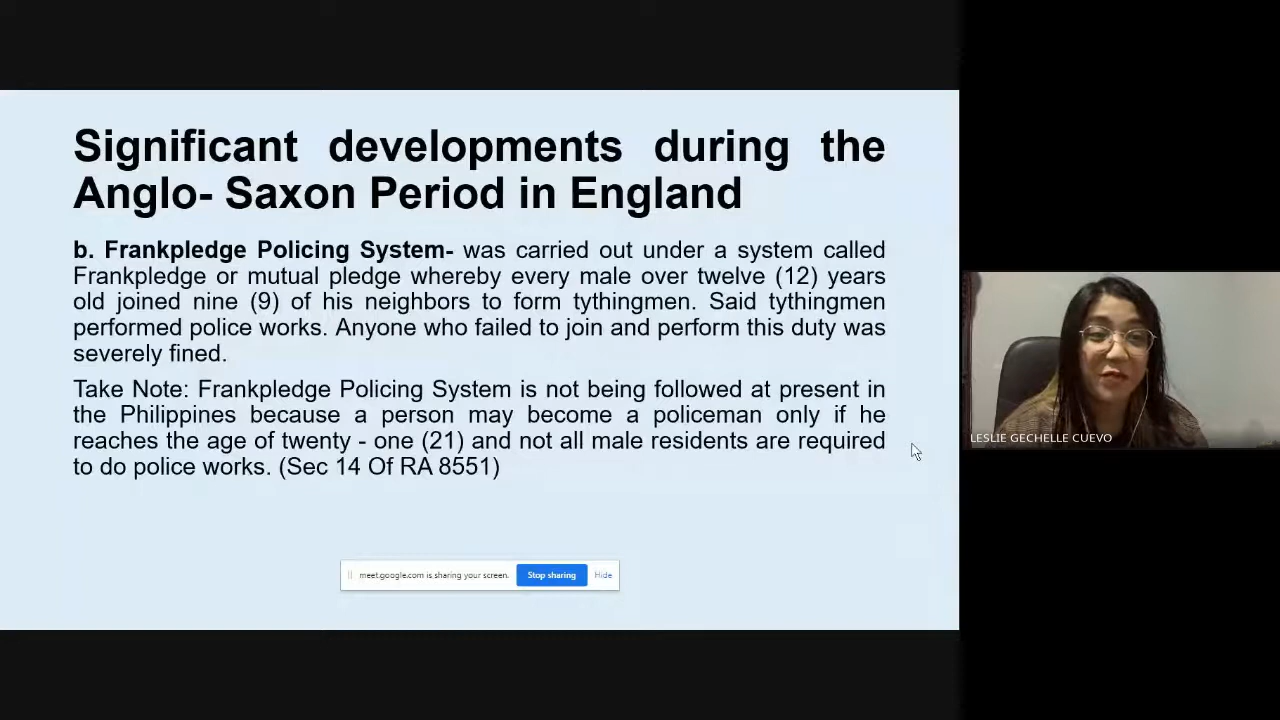 Significant developments during the
Anglo- Saxon Period in England
b. Frankpledge Policing System- was carried out under a system called
Frankpledge or mutual pledge whereby every male over twelve (12) years
old joined nine (9) of his neighbors to form tythingmen. Said tythingmen
performed police works. Anyone who failed to join and perform this duty was
severely fined.
Take Note: Frankpledge Policing System is not being followed at present in
the Philippines because a person may become a policeman only if he
reaches the age of twenty - one (21) and not all male residents are required
to do police works. (Sec 14 Of RA 8551)
LESLIE GECHELLE CUEVO
meet.google.com is sharing your screen. Stop sharing Hide